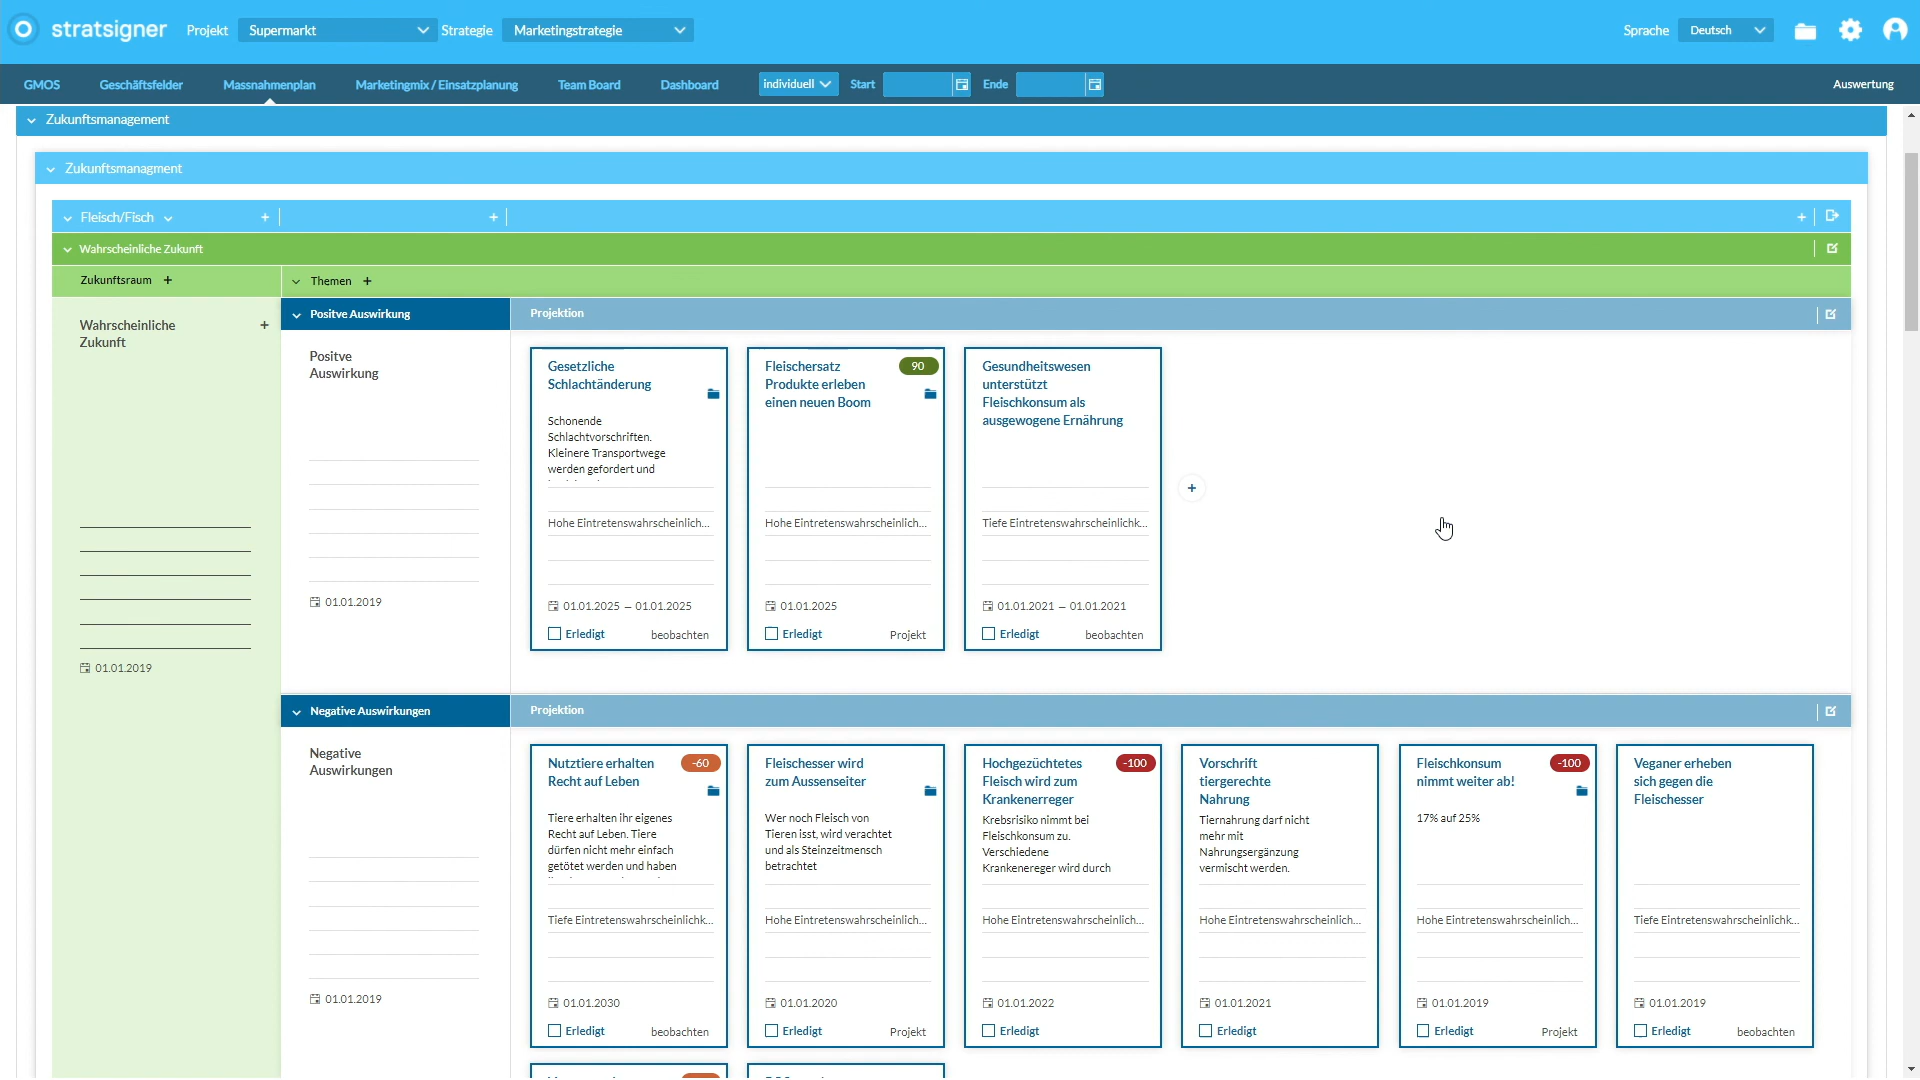 stratsigner
Projekt
Supermarkt
Strategie
Marketingstrategie
Sprache
Deutsch
GMOS
Geschäftsfelder
Massnahmenplan
Marketingmix / Einsatzplanung
Team Board
Dashboard
individuell
Start
Ende
Auswertung
Zukunftsmanagement
Zukunftsmanagment
Fleisch/Fisch
+
+
+
Wahrscheinliche Zukunft
Zukunftsraum +
Themen +
Wahrscheinliche
Zukunft
+
01.01.2019
Positve Auswirkung
Projektion
Positve
Auswirkung
01.01.2019
Gesetzliche
Schlachtänderung
Schonende
Schlachtvorschriften.
Kleinere Transportwege
werden gefordert und
Hohe Eintretenswahrscheinlich...
01.01.2025 – 01.01.2025
Erledigt
beobachten
Fleischersatz
Produkte erleben
einen neuen Boom
90
Hohe Eintretenswahrscheinlich...
01.01.2025
Erledigt
Projekt
Gesundheitswesen
unterstützt
Fleischkonsum als
ausgewogene Ernährung
Tiefe Eintretenswahrscheinlichk...
01.01.2021 – 01.01.2021
Erledigt
beobachten
+
Negative Auswirkungen
Projektion
Negative
Auswirkungen
01.01.2019
Nutztiere erhalten
Recht auf Leben
-60
Tiere erhalten ihr eigenes
Recht auf Leben. Tiere
dürfen nicht mehr einfach
getötet werden und haben
Tiefe Eintretenswahrscheinlichk...
01.01.2030
Erledigt
beobachten
Fleischesser wird
zum Aussenseiter
Wer noch Fleisch von
Tieren isst, wird verachtet
und als Steinzeitmensch
betrachtet
Hohe Eintretenswahrscheinlich...
01.01.2020
Erledigt
Projekt
Hochgezüchtetes
Fleisch wird zum
Krankenerreger
-100
Krebsrisiko nimmt bei
Fleischkonsum zu.
Verschiedene
Krankenereger wird durch
Hohe Eintretenswahrscheinlich...
01.01.2022
Erledigt
Vorschrift
tiergerechte
Nahrung
Tiernahrung darf nicht
mehr mit
Nahrungsergänzung
vermischt werden.
Hohe Eintretenswahrscheinlich...
01.01.2021
Erledigt
Fleischkonsum
nimmt weiter ab!
-100
17% auf 25%
Hohe Eintretenswahrscheinlich...
01.01.2019
Erledigt
Projekt
Veganer erheben
sich gegen die
Fleischesser
Tiefe Eintretenswahrscheinlichk...
01.01.2019
Erledigt
beobachten